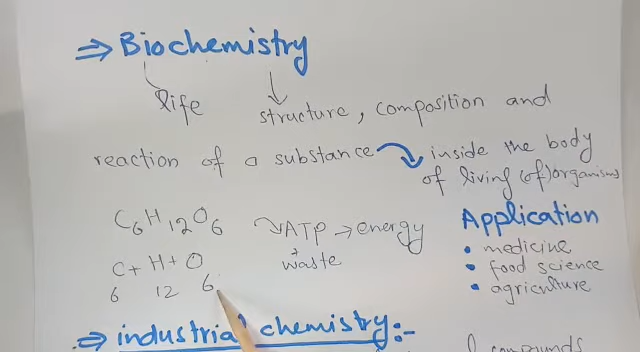 ⇒ Biochemistry
life structure, composition and
reaction of a substance inside the body
of living (of) organisms
C6H12O6 ATP → energy
+
waste
C + H + O
6 12 6
Application
• medicine
• food science
• agriculture
⇒ industrial chemistry:-
compounds